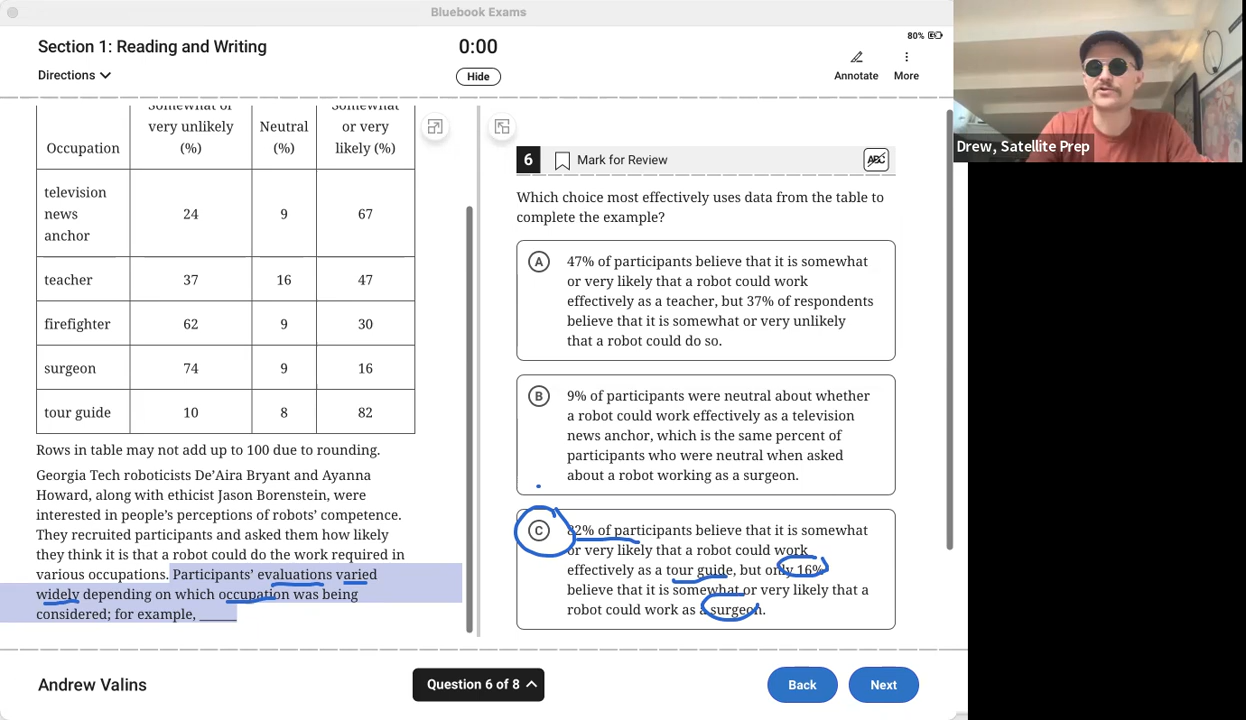 Bluebook Exams
Section 1: Reading and Writing
0:00
80%
Directions
Hide
Annotate
More
Somewhat or very unlikely (%)
Neutral (%)
Somewhat or very likely (%)
Occupation
television news anchor 24 9 67
teacher 37 16 47
firefighter 62 9 30
surgeon 74 9 16
tour guide 10 8 82
Rows in table may not add up to 100 due to rounding.
Georgia Tech roboticists De'Aira Bryant and Ayanna
Howard, along with ethicist Jason Borenstein, were
interested in people's perceptions of robots' competence.
They recruited participants and asked them how likely
they think it is that a robot could do the work required in
various occupations. Participants' evaluations varied
widely depending on which occupation was being
considered; for example, ______
6 Mark for Review ABC
Which choice most effectively uses data from the table to
complete the example?
A
47% of participants believe that it is somewhat
or very likely that a robot could work
effectively as a teacher, but 37% of respondents
believe that it is somewhat or very unlikely
that a robot could do so.
B
9% of participants were neutral about whether
a robot could work effectively as a television
news anchor, which is the same percent of
participants who were neutral when asked
about a robot working as a surgeon.
C
82% of participants believe that it is somewhat
or very likely that a robot could work
effectively as a tour guide, but only 16%
believe that it is somewhat or very likely that a
robot could work as a surgeon.
Andrew Valins
Question 6 of 8
Back
Next
Drew, Satellite Prep